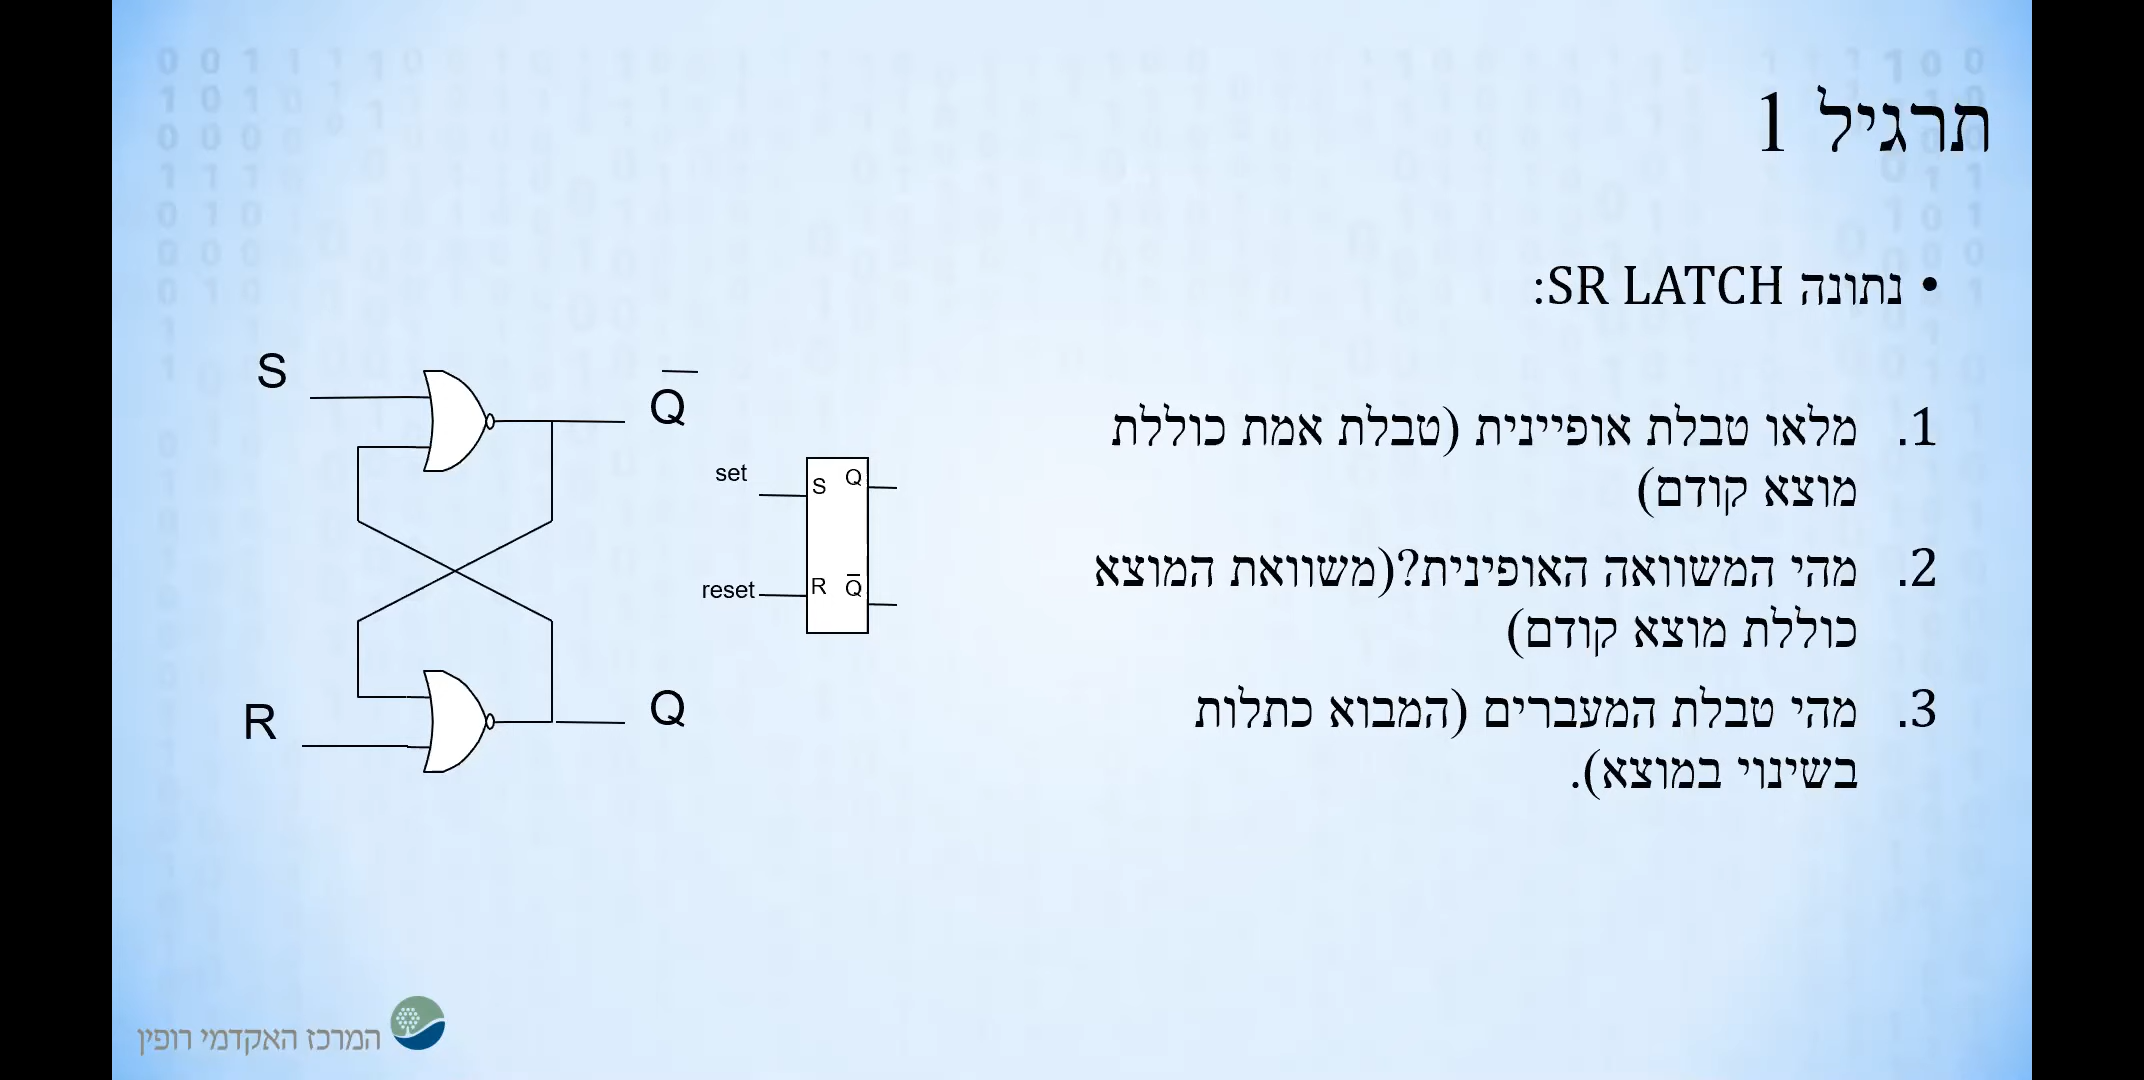 תרגיל 1
• נתונה SR LATCH:
1. מלאו טבלת אופיינית (טבלת אמת כוללת
מוצא קודם)
2. מהי המשוואה האופינית?(משוואת המוצא
כוללת מוצא קודם)
3. מהי טבלת המעברים (המבוא כתלות
בשינוי במוצא).
S
Q̅
R
Q
set
S Q
reset
R Q̅
המרכז האקדמי רופין